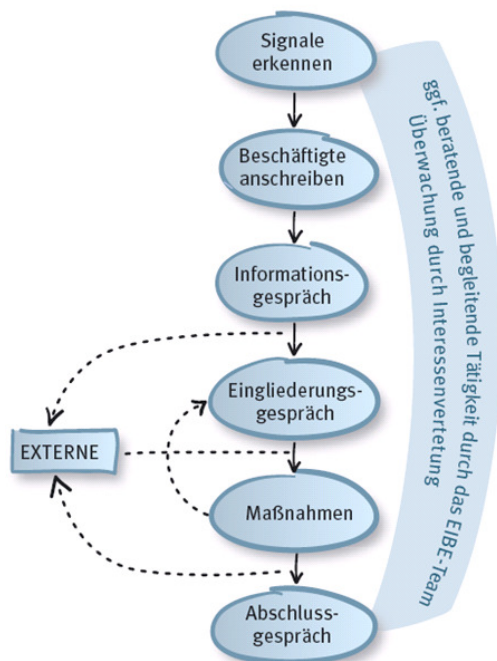 Signale
erkennen
Beschäftigte
anschreiben
Informations-
gespräch
Eingliederungs-
gespräch
EXTERNE
Maßnahmen
Abschluss-
gespräch
ggf. beratende und begleitende Tätigkeit durch das EIBE-Team
Überwachung durch Interessenvertetung